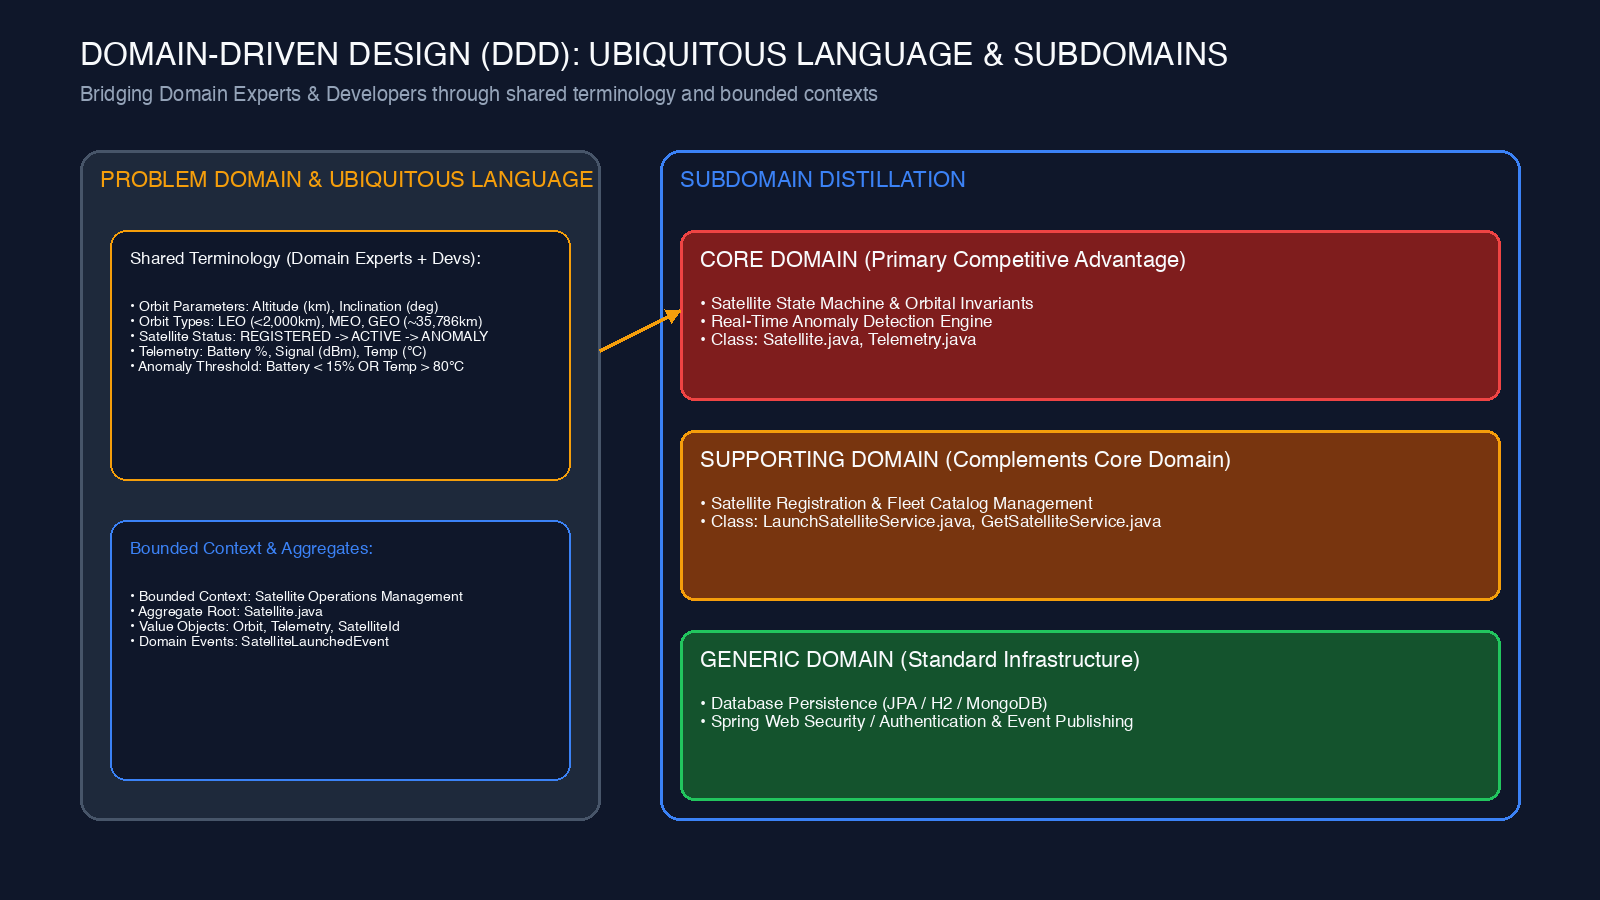 DOMAIN-DRIVEN DESIGN (DDD): UBIQUITOUS LANGUAGE & SUBDOMAINS
Bridging Domain Experts & Developers through shared terminology and bounded contexts
PROBLEM DOMAIN & UBIQUITOUS LANGUAGE
Shared Terminology (Domain Experts + Devs):
• Orbit Parameters: Altitude (km), Inclination (deg)
• Orbit Types: LEO (<2,000km), MEO, GEO (~35,786km)
• Satellite Status: REGISTERED -> ACTIVE -> ANOMALY
• Telemetry: Battery %, Signal (dBm), Temp (°C)
• Anomaly Threshold: Battery < 15% OR Temp > 80°C
Bounded Context & Aggregates:
• Bounded Context: Satellite Operations Management
• Aggregate Root: Satellite.java
• Value Objects: Orbit, Telemetry, SatelliteId
• Domain Events: SatelliteLaunchedEvent
SUBDOMAIN DISTILLATION
CORE DOMAIN (Primary Competitive Advantage)
• Satellite State Machine & Orbital Invariants
• Real-Time Anomaly Detection Engine
• Class: Satellite.java, Telemetry.java
SUPPORTING DOMAIN (Complements Core Domain)
• Satellite Registration & Fleet Catalog Management
• Class: LaunchSatelliteService.java, GetSatelliteService.java
GENERIC DOMAIN (Standard Infrastructure)
• Database Persistence (JPA / H2 / MongoDB)
• Spring Web Security / Authentication & Event Publishing